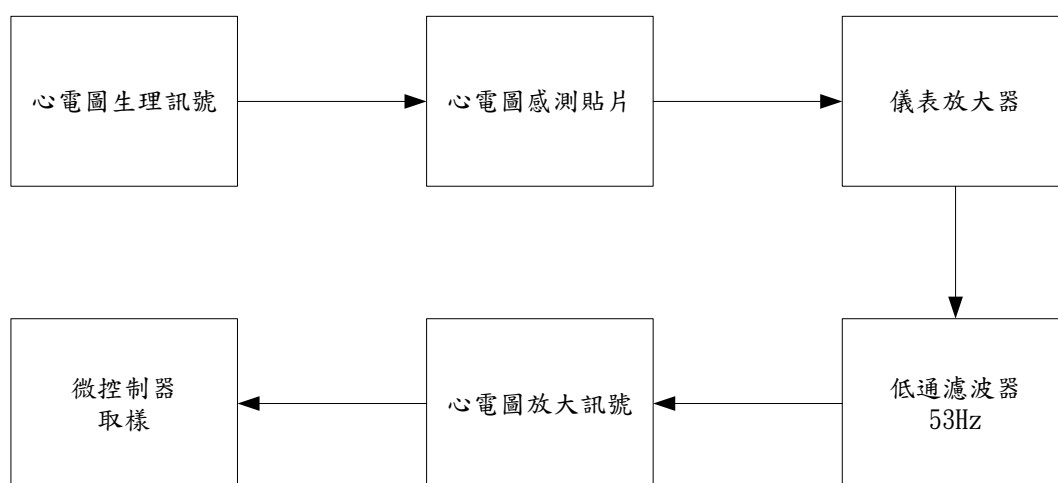 心電圖生理訊號
心電圖感測貼片
儀表放大器
低通濾波器
53Hz
心電圖放大訊號
微控制器
取樣